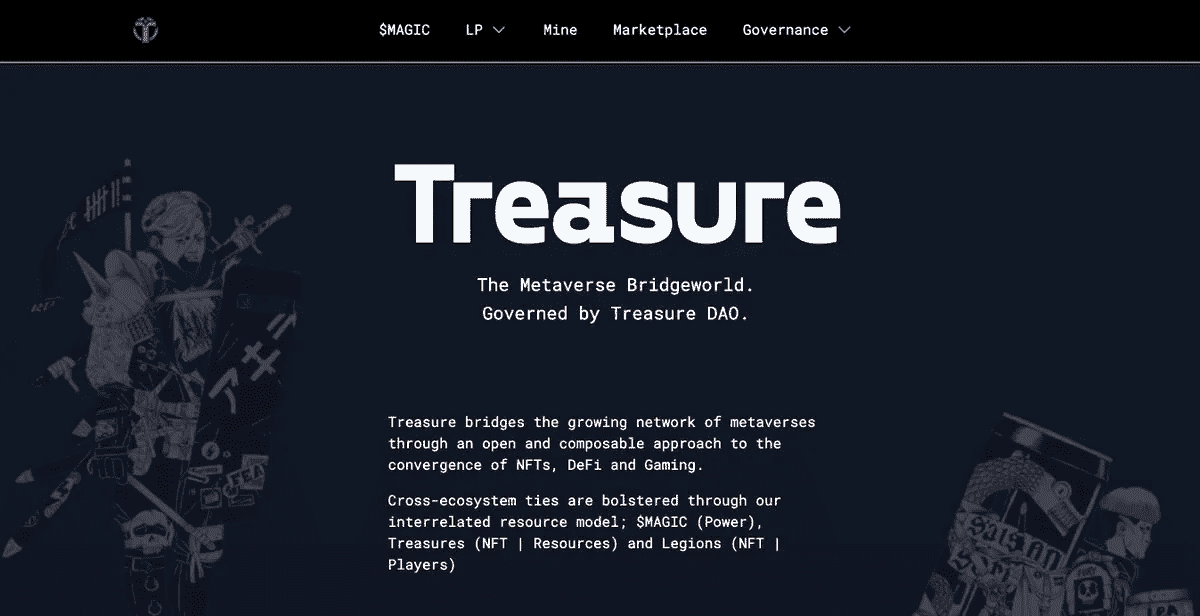 $MAGIC LP Mine Marketplace Governance
Treasure
The Metaverse Bridgeworld.
Governed by Treasure DAO.
Treasure bridges the growing network of metaverses
through an open and composable approach to the
convergence of NFTs, DeFi and Gaming.
Cross-ecosystem ties are bolstered through our
interrelated resource model; $MAGIC (Power),
Treasures (NFT | Resources) and Legions (NFT |
Players)